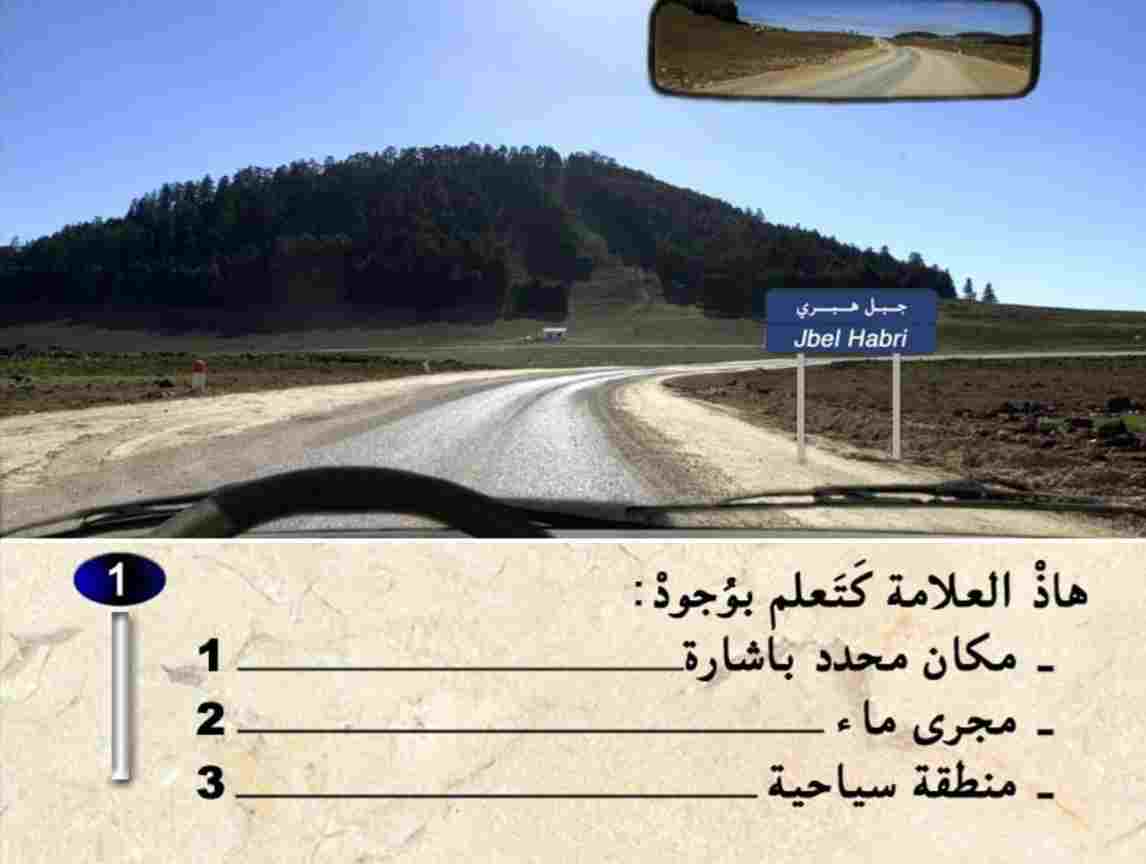 جبل هبري
Jbel Habri
1
هاذْ العلامة كَتَعلم بوُجودْ:
ـ مكان محدد باشارة 1
ـ مجرى ماء 2
ـ منطقة سياحية 3